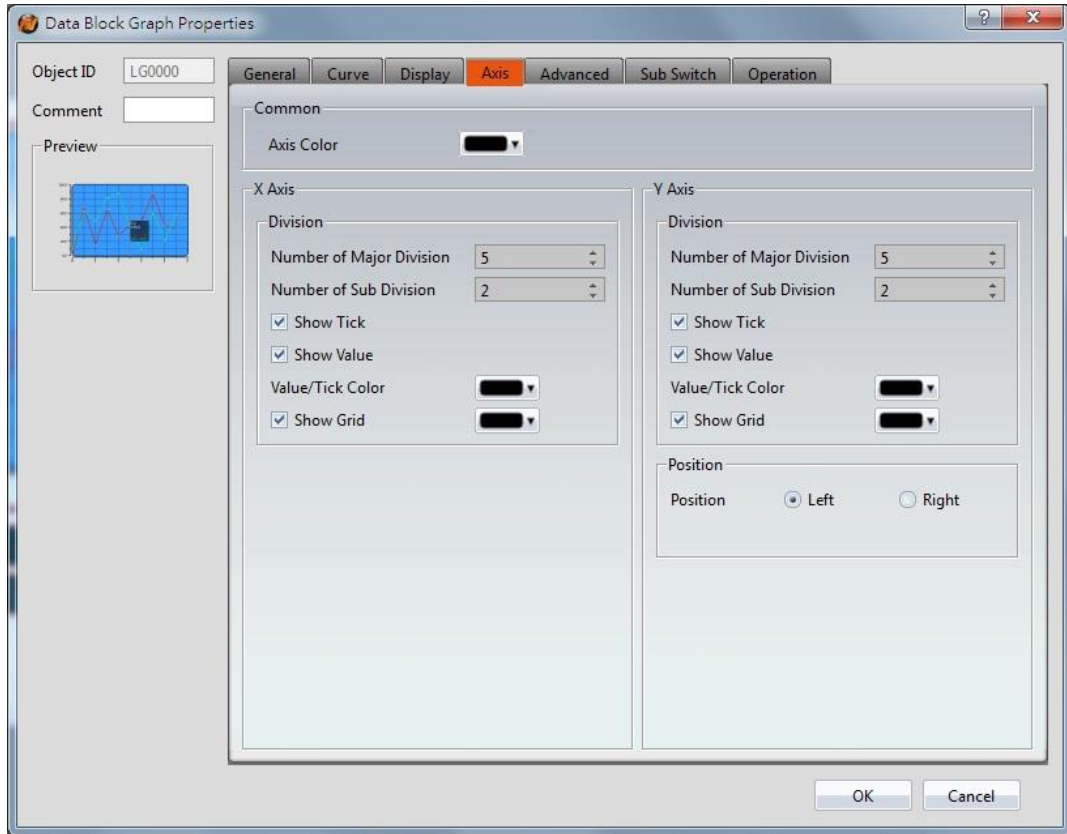 Data Block Graph Properties
Object ID LG0000
Comment
Preview
General Curve Display Axis Advanced Sub Switch Operation
Common
Axis Color
X Axis
Division
Number of Major Division 5
Number of Sub Division 2
Show Tick
Show Value
Value/Tick Color
Show Grid
Y Axis
Division
Number of Major Division 5
Number of Sub Division 2
Show Tick
Show Value
Value/Tick Color
Show Grid
Position
Position Left Right
OK Cancel